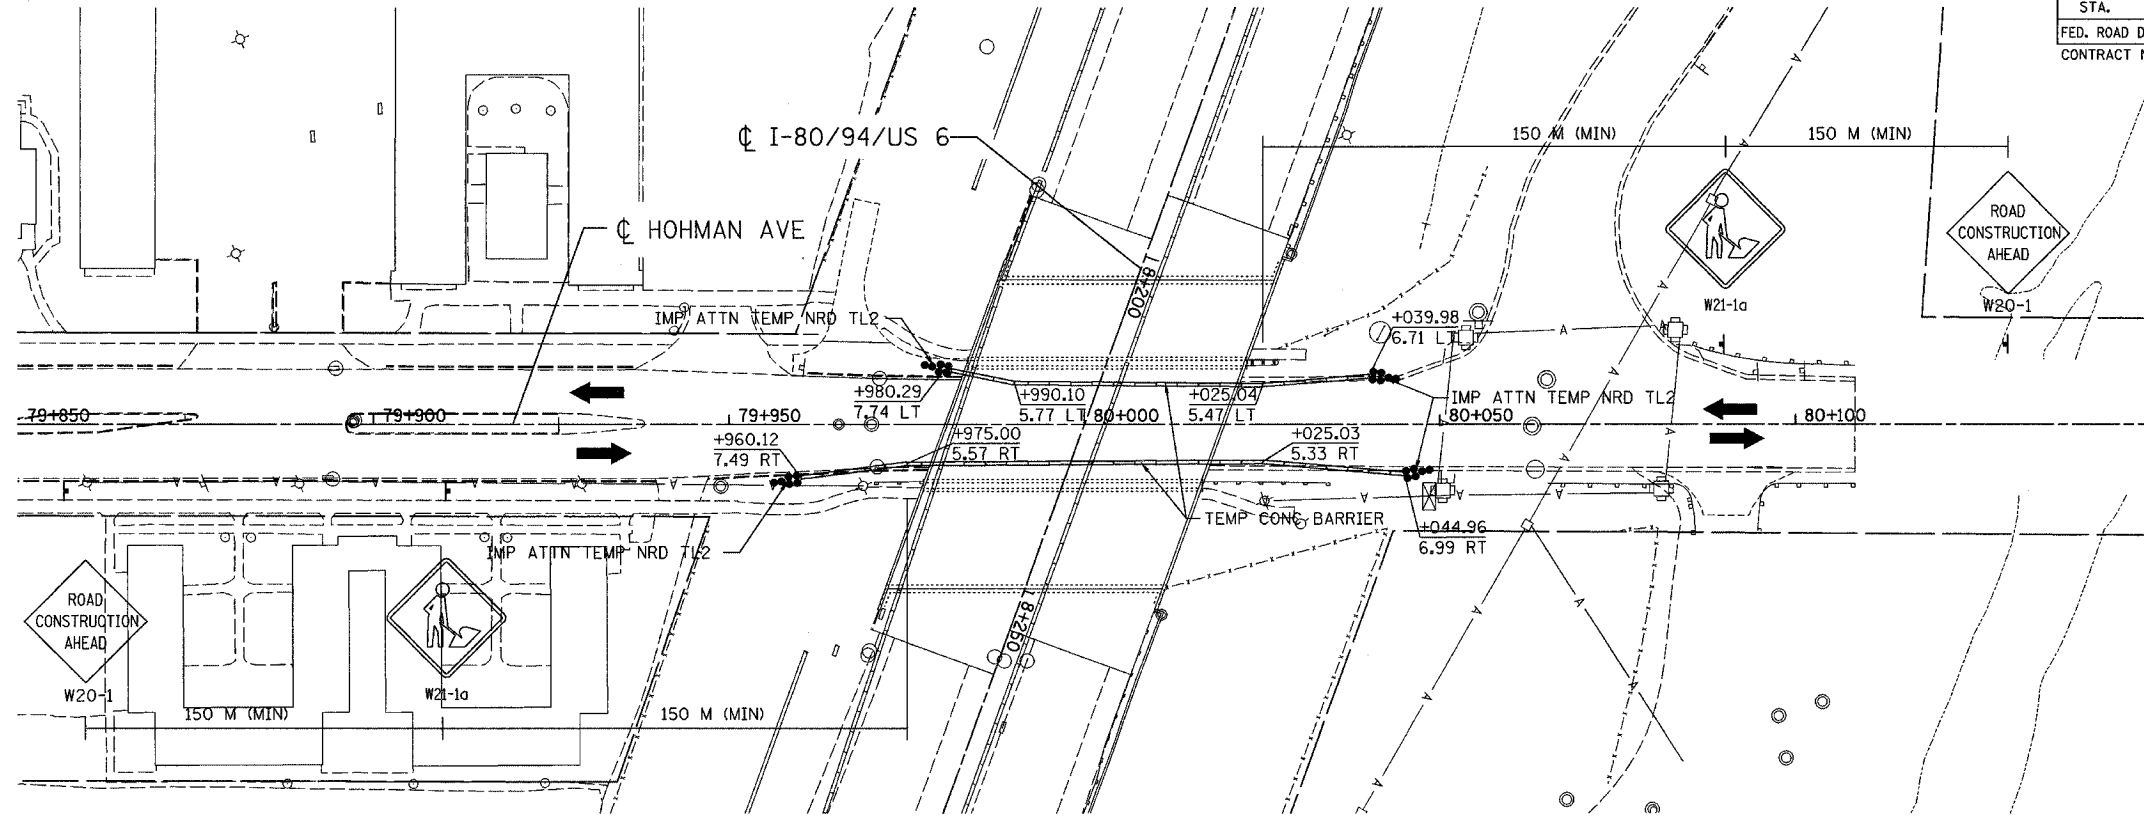 STA.
FED. ROAD D
CONTRACT N
℄ I-80/94/US 6
150 M (MIN)
150 M (MIN)
℄ HOHMAN AVE
ROAD
CONSTRUCTION
AHEAD
W21-1a
W20-1
8+200
IMP ATTN TEMP NRD TL2
+039.98
6.71 LT
+980.29
7.74 LT
+990.10
5.77 LT
+025.04
5.47 LT
IMP ATTN TEMP NRD TL2
79+850
79+900
79+950
80+000
80+050
80+100
+960.12
7.49 RT
+975.00
5.57 RT
+025.03
5.33 RT
TEMP CONC BARRIER
+044.96
6.99 RT
IMP ATTN TEMP NRD TL2
ROAD
CONSTRUCTION
AHEAD
8+260
W20-1
W21-1a
150 M (MIN)
150 M (MIN)